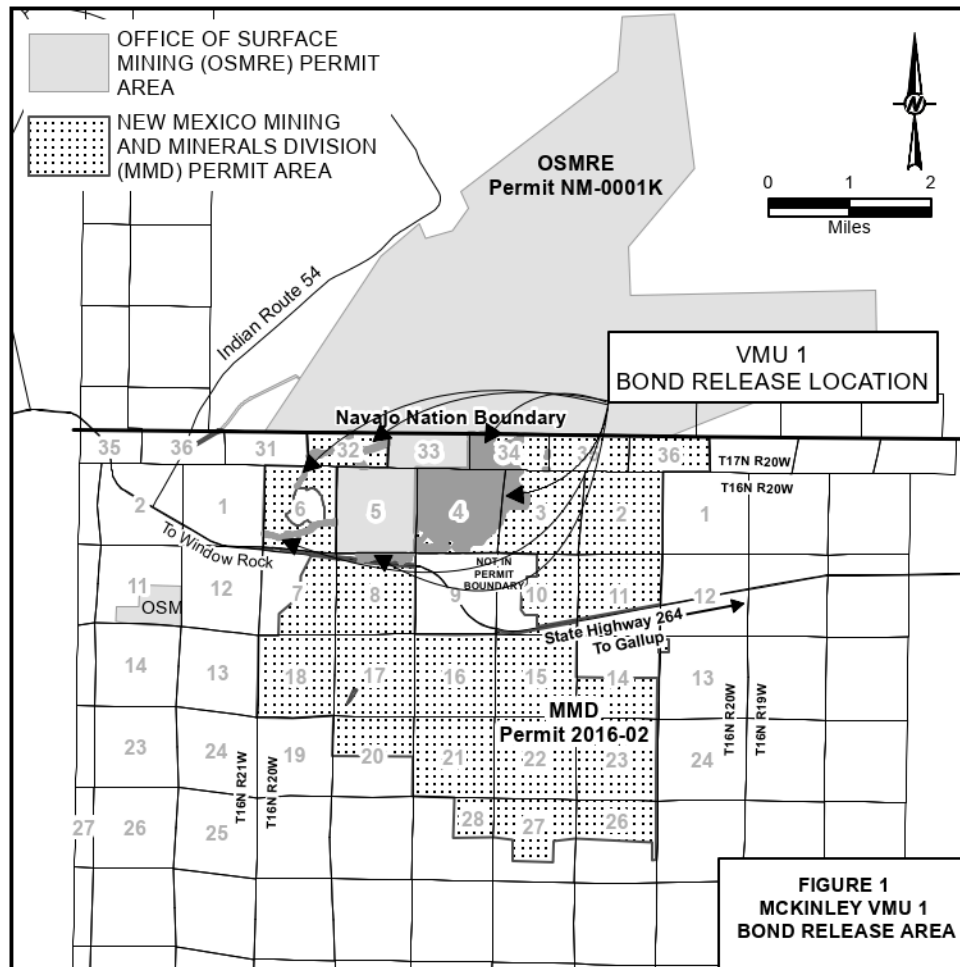 OFFICE OF SURFACE
MINING (OSMRE) PERMIT
AREA
NEW MEXICO MINING
AND MINERALS DIVISION
(MMD) PERMIT AREA
N
0 1 2
Miles
OSMRE
Permit NM-0001K
Indian Route 54
VMU 1
BOND RELEASE LOCATION
Navajo Nation Boundary
35 36 31 32 33 34 35 36
T17N R20W
T16N R20W
2 1 6 5 4 3 2 1
To Window Rock
NOT IN
PERMIT
BOUNDARY
11 12 7 8 9 10 11 12
OSM
State Highway 264
To Gallup
14 13 18 17 16 15 14 13
MMD
Permit 2016-02
T16N R20W
T16N R19W
23 24 19 20 21 22 23 24
T16N R21W
T16N R20W
27 26 25 28 27 26
FIGURE 1
MCKINLEY VMU 1
BOND RELEASE AREA